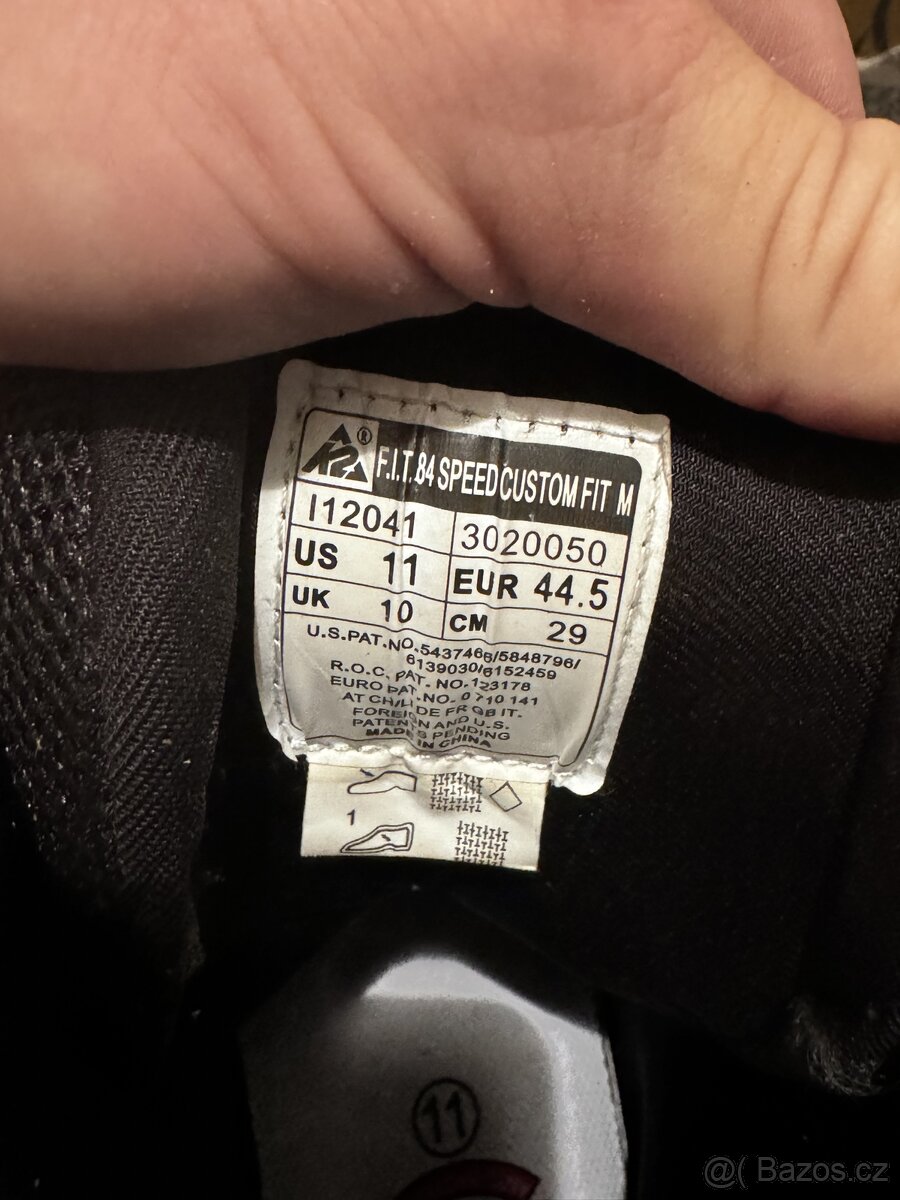 K2® F.I.T. 84 SPEED CUSTOM FIT M
I12041 3020050
US 11 EUR 44.5
UK 10 CM 29
U.S.PAT.NO.5437466/5848796/
6139030/6152459
R.O.C. PAT. NO.123178
EURO PAT.NO. 0 710 141
AT CH/LI DE FR GB IT.
FOREIGN AND U.S.
PATENTS PENDING
MADE IN CHINA
1
11
@( Bazos.cz